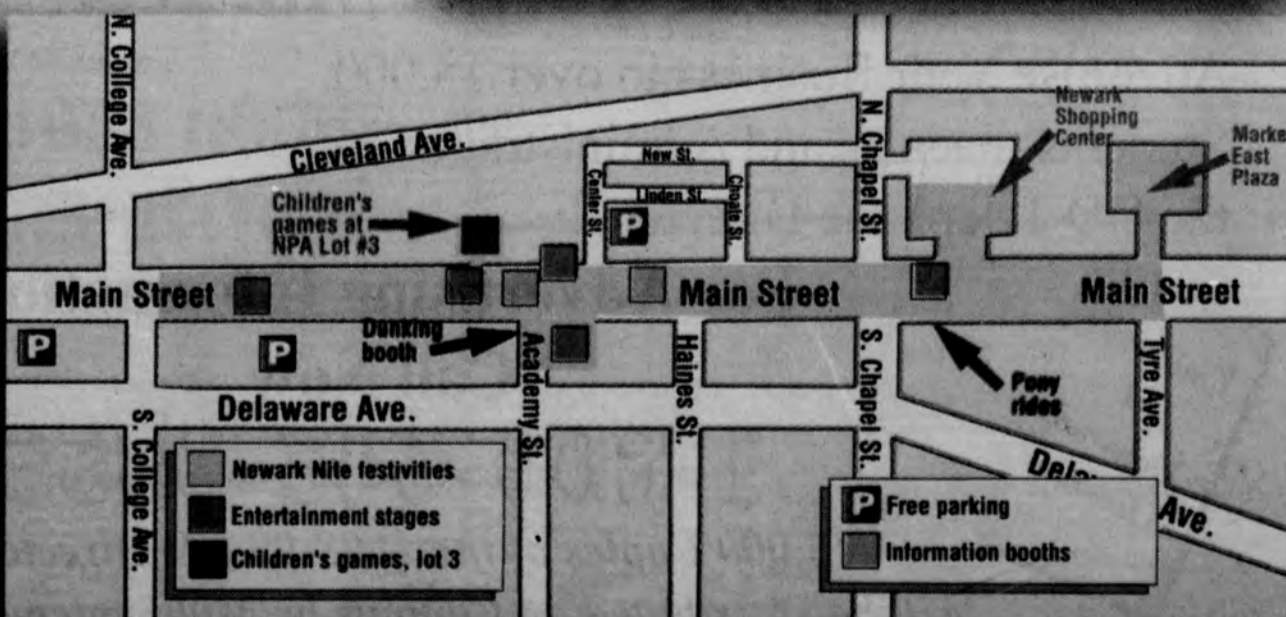 N. College Ave.
Cleveland Ave.
N. Chapel St.
Newark
Shopping
Center
Marke
East
Plaza
Children's
games at
NPA Lot #3
New St.
Center St.
Linden St.
Choate St.
P
Main Street
Main Street
Main Street
P
P
Dunking
booth
Academy St.
Haines St.
S. Chapel St.
Pony
rides
Tyre Ave.
Delaware Ave.
S. College Ave.
Newark Nite festivities
Entertainment stages
Children's games, lot 3
Ave.
P Free parking
Information booths